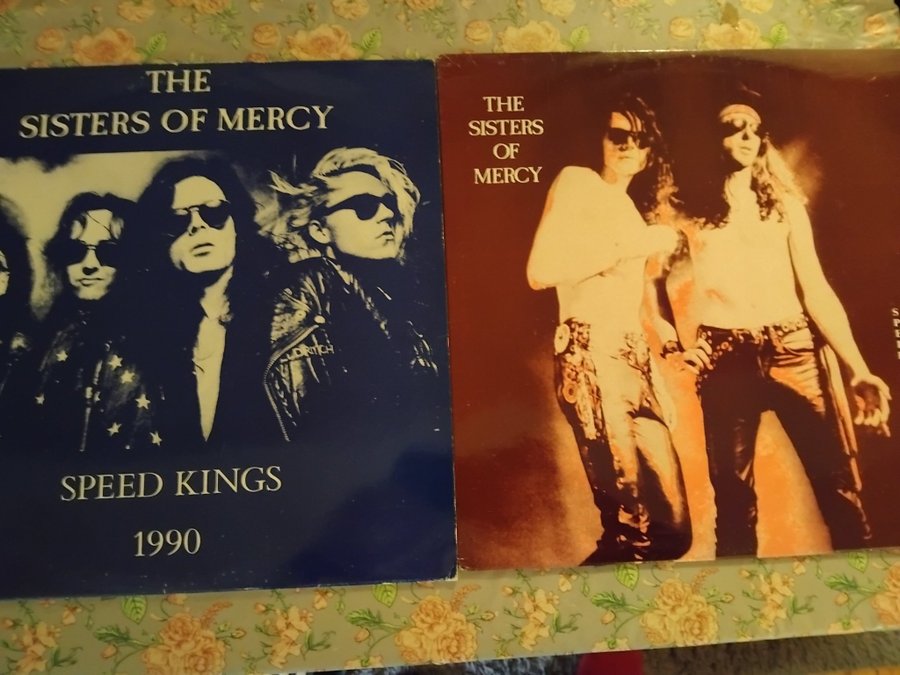 THE
SISTERS OF MERCY
SPEED KINGS
1990
THE
SISTERS
OF
MERCY